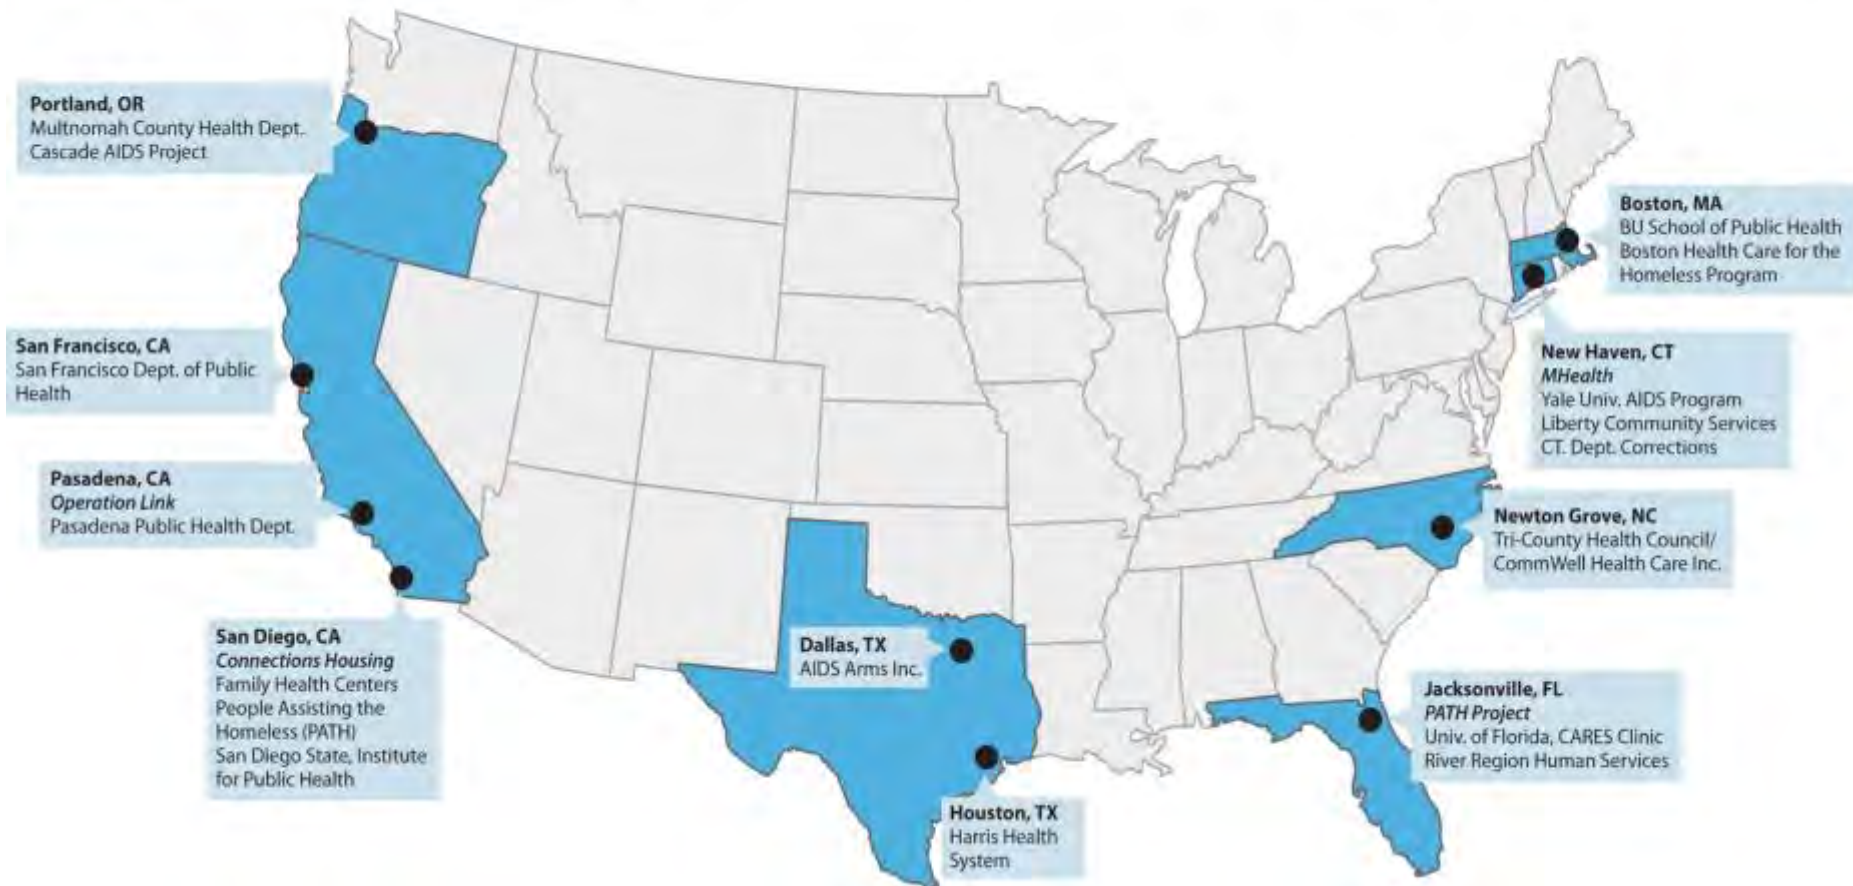 Portland, OR
Multnomah County Health Dept.
Cascade AIDS Project
San Francisco, CA
San Francisco Dept. of Public
Health
Pasadena, CA
Operation Link
Pasadena Public Health Dept.
San Diego, CA
Connections Housing
Family Health Centers
People Assisting the
Homeless (PATH)
San Diego State, Institute
for Public Health
Dallas, TX
AIDS Arms Inc.
Houston, TX
Harris Health
System
Boston, MA
BU School of Public Health
Boston Health Care for the
Homeless Program
New Haven, CT
MHealth
Yale Univ. AIDS Program
Liberty Community Services
CT. Dept. Corrections
Newton Grove, NC
Tri-County Health Council/
CommWell Health Care Inc.
Jacksonville, FL
PATH Project
Univ. of Florida, CARES Clinic
River Region Human Services